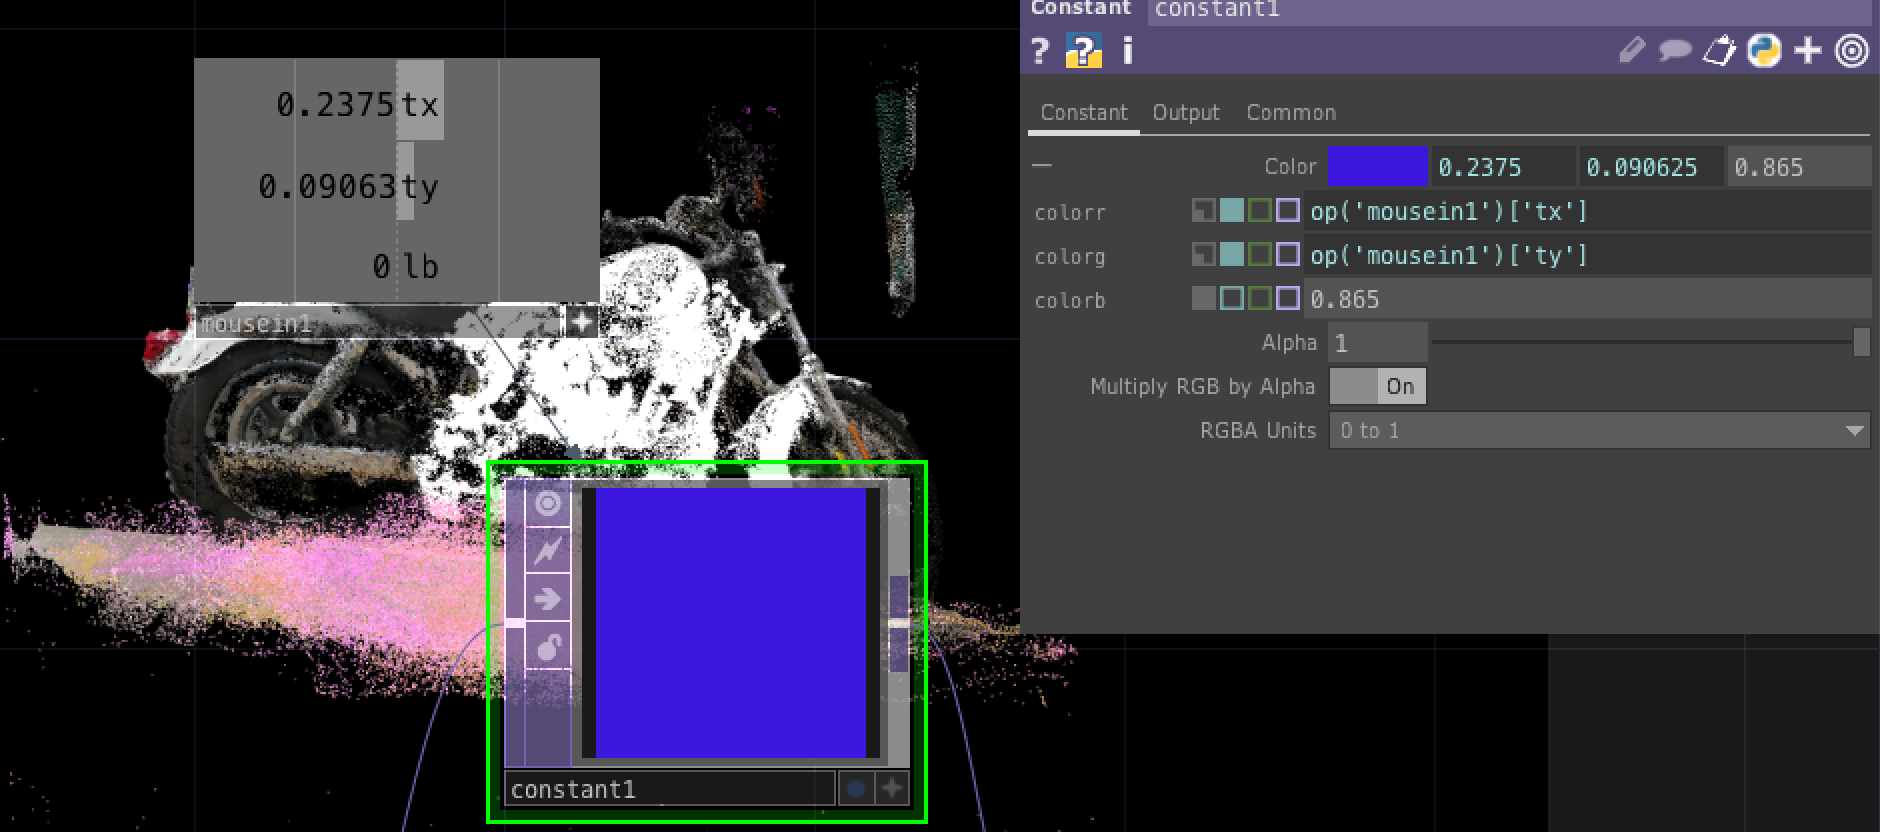 Constant constant1
? ? i
Constant Output Common
Color 0.2375 0.090625 0.865
colorr op('mousein1')['tx']
colorg op('mousein1')['ty']
colorb 0.865
Alpha 1
Multiply RGB by Alpha On
RGBA Units 0 to 1
0.2375 tx
0.09063 ty
0 lb
mousein1
constant1